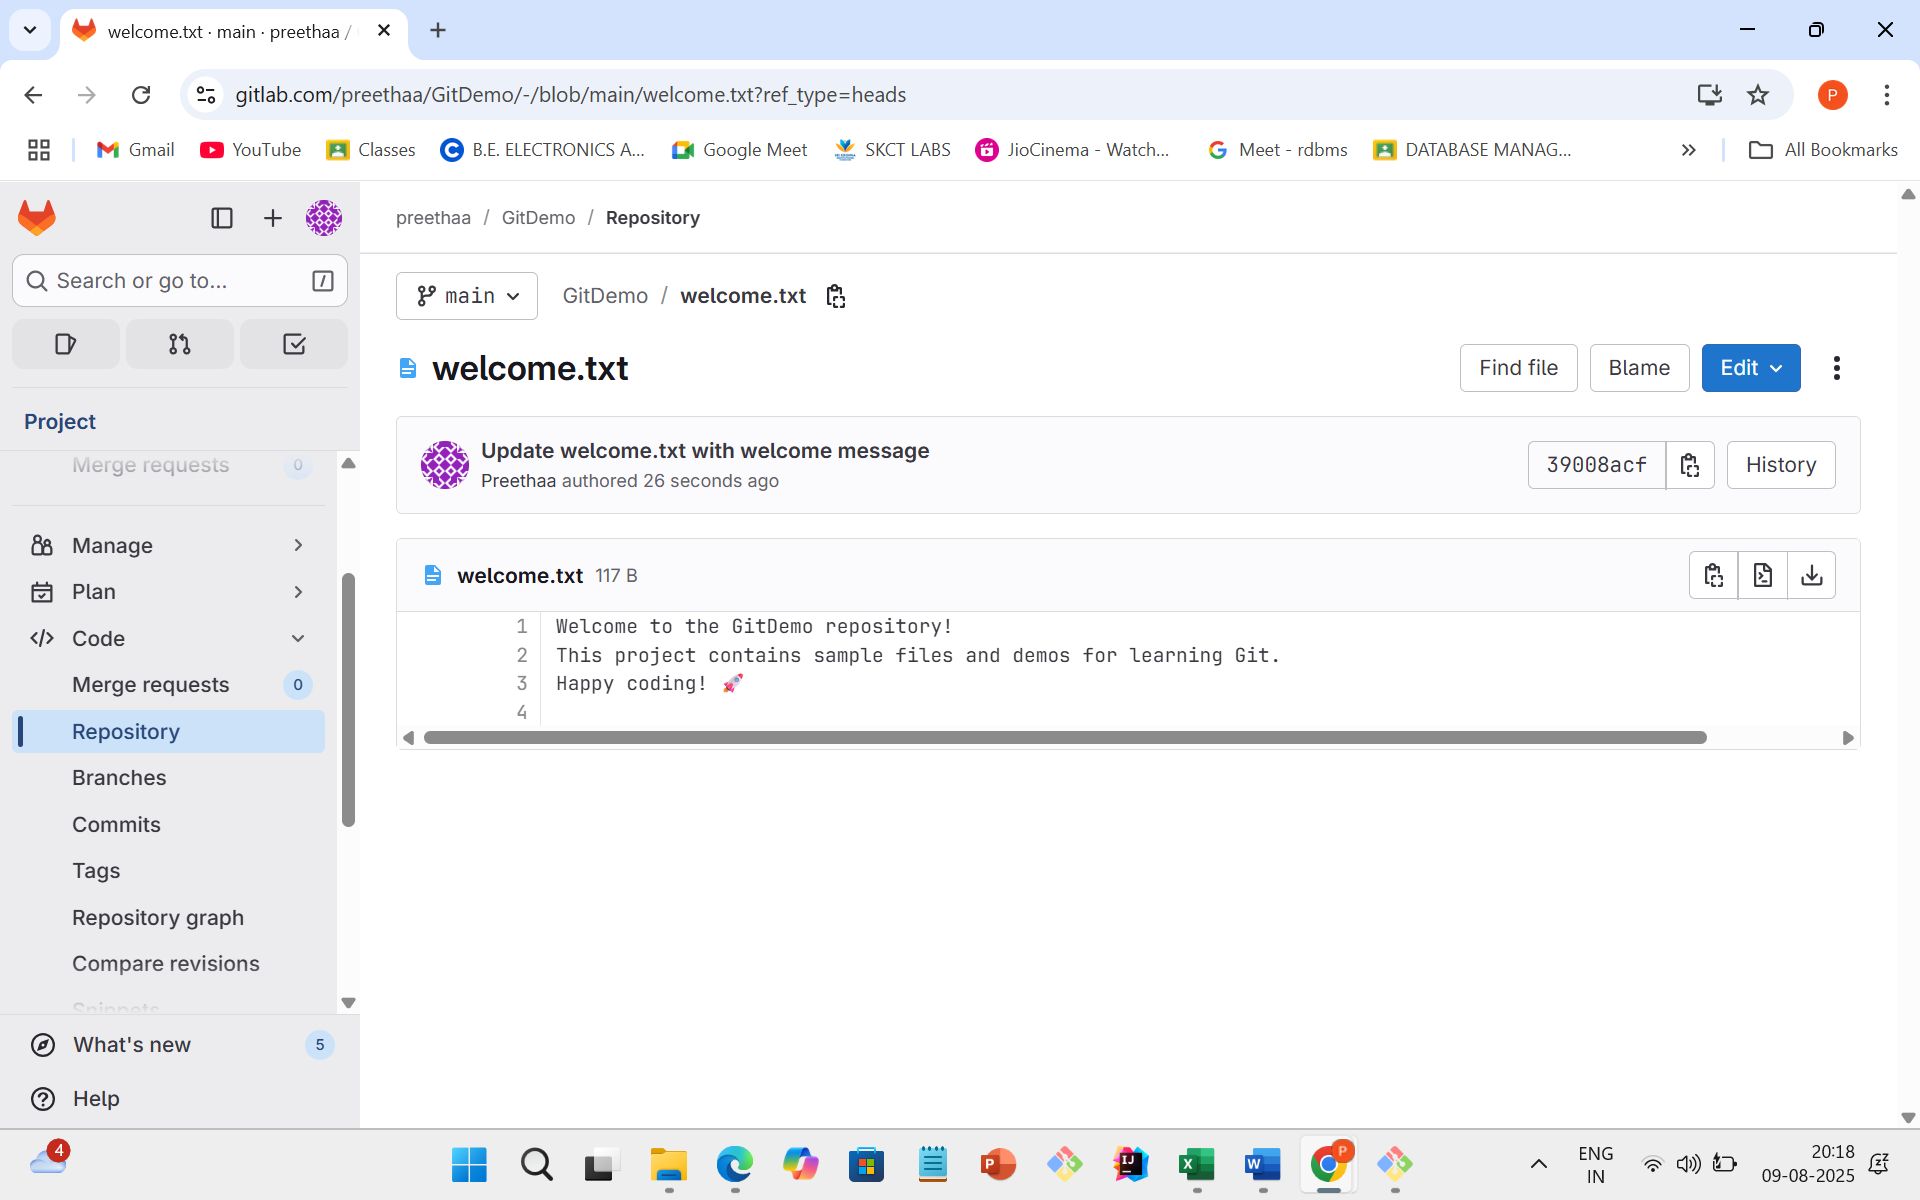 welcome.txt · main · preethaa /
gitlab.com/preethaa/GitDemo/-/blob/main/welcome.txt?ref_type=heads
P
Gmail
YouTube
Classes
B.E. ELECTRONICS A...
Google Meet
SKCT LABS
JioCinema - Watch...
Meet - rdbms
DATABASE MANAG...
All Bookmarks
preethaa / GitDemo / Repository
Search or go to...
/
main
GitDemo / welcome.txt
welcome.txt
Find file
Blame
Edit
Project
Merge requests 0
Update welcome.txt with welcome message
Preethaa authored 26 seconds ago
39008acf
History
Manage
Plan
Code
Merge requests 0
Repository
Branches
Commits
Tags
Repository graph
Compare revisions
Snippets
What's new 5
Help
welcome.txt 117 B
1 Welcome to the GitDemo repository!
2 This project contains sample files and demos for learning Git.
3 Happy coding! 🚀
4
4
P
IJ
X
W
P
ENG
IN
20:18
09-08-2025